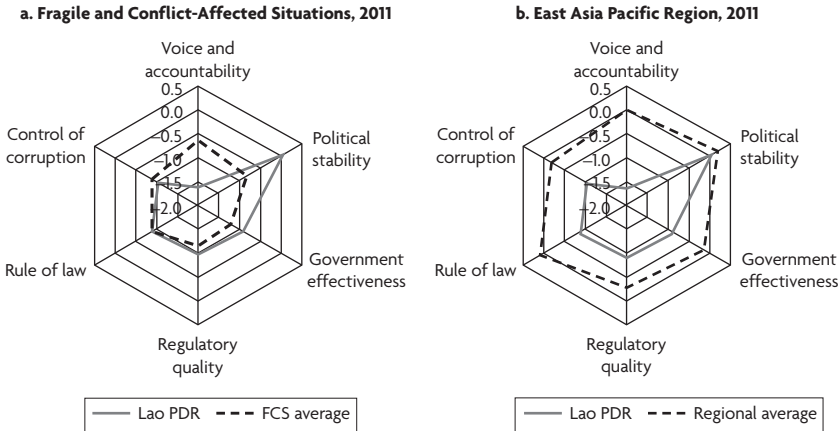 a. Fragile and Conflict-Affected Situations, 2011
Voice and
accountability
0.5
0.0
–0.5
–1.0
–1.5
–2.0
Control of
corruption
Political
stability
Rule of law
Government
effectiveness
Regulatory
quality
Lao PDR
FCS average
b. East Asia Pacific Region, 2011
Voice and
accountability
0.5
0.0
–0.5
–1.0
–1.5
–2.0
Control of
corruption
Political
stability
Rule of law
Government
effectiveness
Regulatory
quality
Lao PDR
Regional average